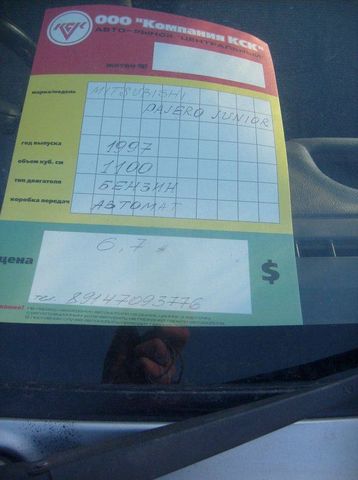 КСК ООО "Компания КСК"
АВТО-РЫНОК "ЦЕНТРАЛЬНЫЙ"
марка/модель MITSUBISHI
PAJERO JUNIOR
год выпуска 1997
объем куб. см 1100
тип двигателя БЕНЗИН
коробка передач АВТОМАТ
6,7
цена $
т. 89147093776